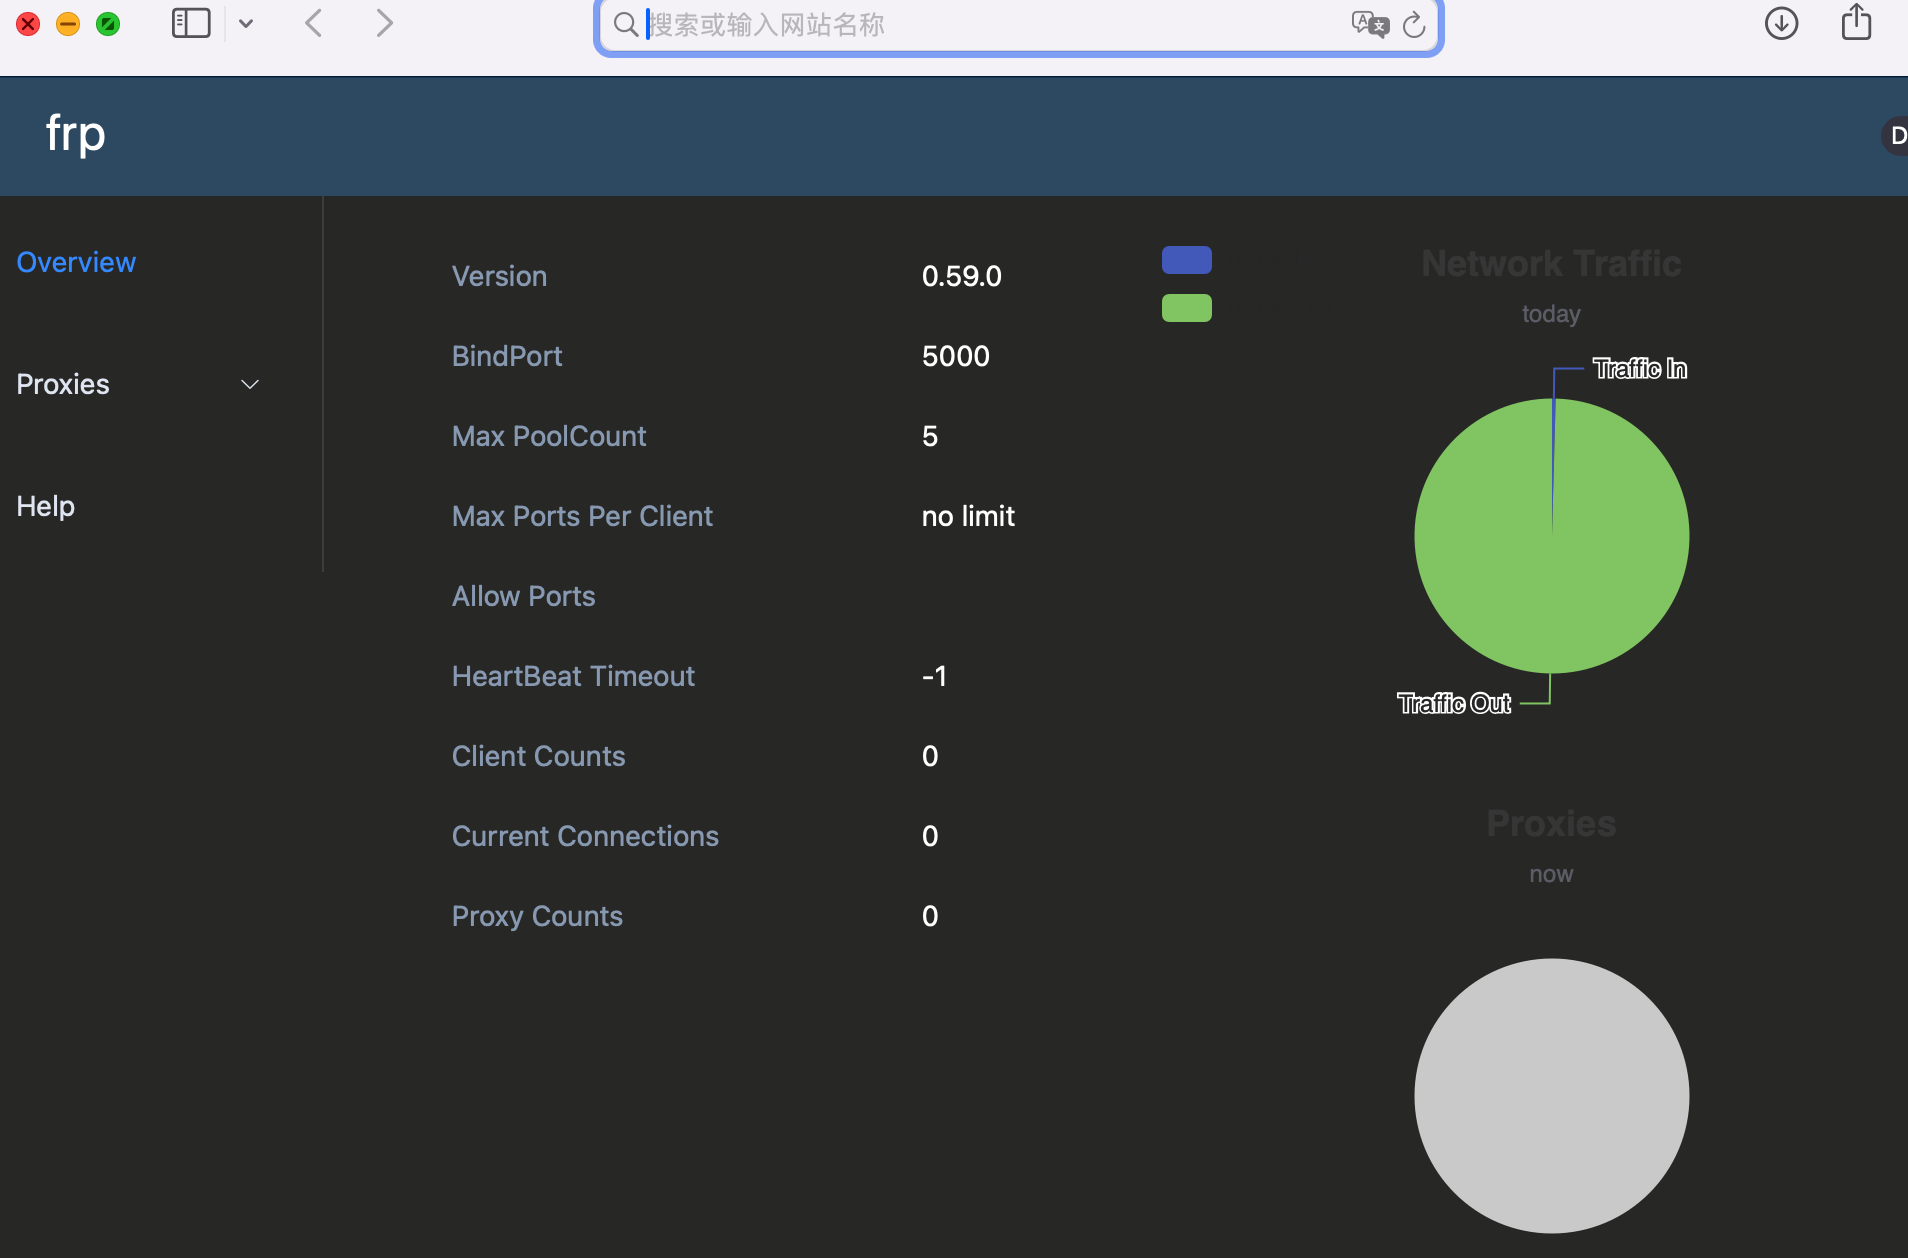 搜索或输入网站名称
frp
D
Overview
Proxies
Help
Version 0.59.0
BindPort 5000
Max PoolCount 5
Max Ports Per Client no limit
Allow Ports
HeartBeat Timeout -1
Client Counts 0
Current Connections 0
Proxy Counts 0
Network Traffic
today
Traffic In
Traffic Out
Proxies
now